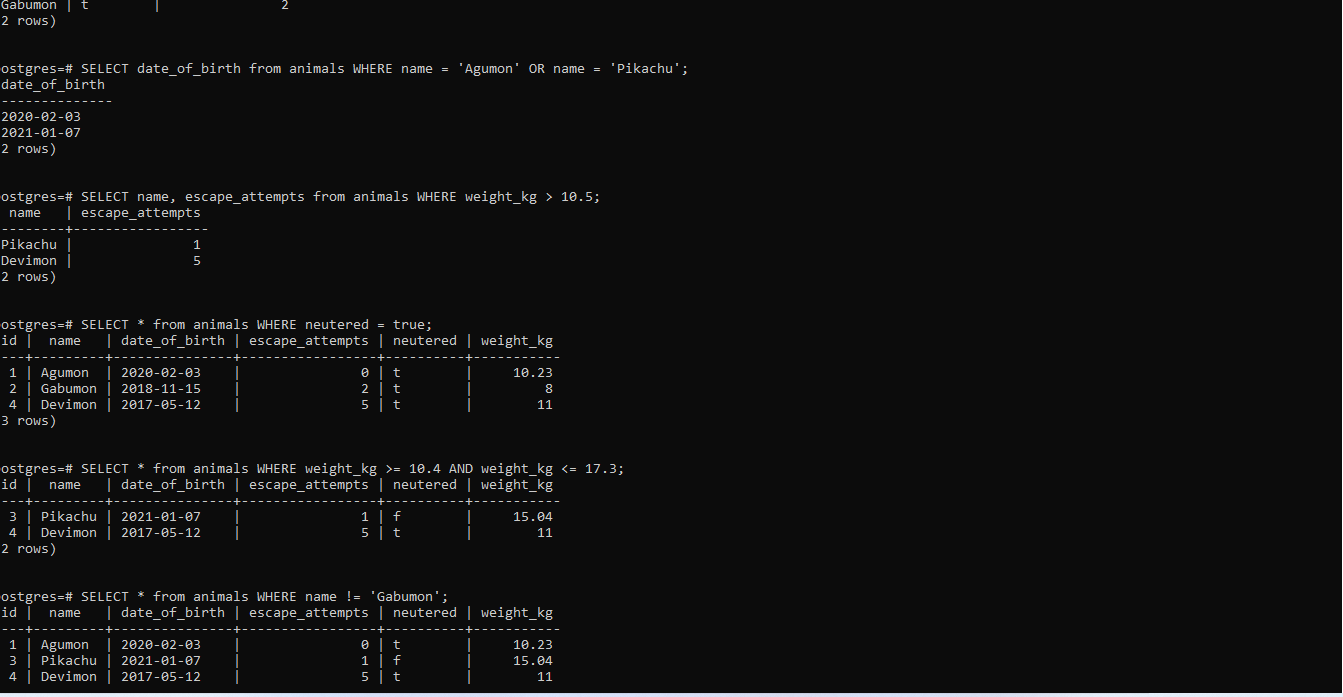 Gabumon | t        |               2
2 rows)
ostgres=# SELECT date_of_birth from animals WHERE name = 'Agumon' OR name = 'Pikachu';
date_of_birth
--------------
2020-02-03
2021-01-07
2 rows)
ostgres=# SELECT name, escape_attempts from animals WHERE weight_kg > 10.5;
 name   | escape_attempts
--------+-----------------
Pikachu |               1
Devimon |               5
2 rows)
ostgres=# SELECT * from animals WHERE neutered = true;
id |  name   | date_of_birth | escape_attempts | neutered | weight_kg
---+---------+---------------+-----------------+----------+-----------
 1 | Agumon  | 2020-02-03    |               0 | t        |     10.23
 2 | Gabumon | 2018-11-15    |               2 | t        |         8
 4 | Devimon | 2017-05-12    |               5 | t        |        11
3 rows)
ostgres=# SELECT * from animals WHERE weight_kg >= 10.4 AND weight_kg <= 17.3;
id |  name   | date_of_birth | escape_attempts | neutered | weight_kg
---+---------+---------------+-----------------+----------+-----------
 3 | Pikachu | 2021-01-07    |               1 | f        |     15.04
 4 | Devimon | 2017-05-12    |               5 | t        |        11
2 rows)
ostgres=# SELECT * from animals WHERE name != 'Gabumon';
id |  name   | date_of_birth | escape_attempts | neutered | weight_kg
---+---------+---------------+-----------------+----------+-----------
 1 | Agumon  | 2020-02-03    |               0 | t        |     10.23
 3 | Pikachu | 2021-01-07    |               1 | f        |     15.04
 4 | Devimon | 2017-05-12    |               5 | t        |        11